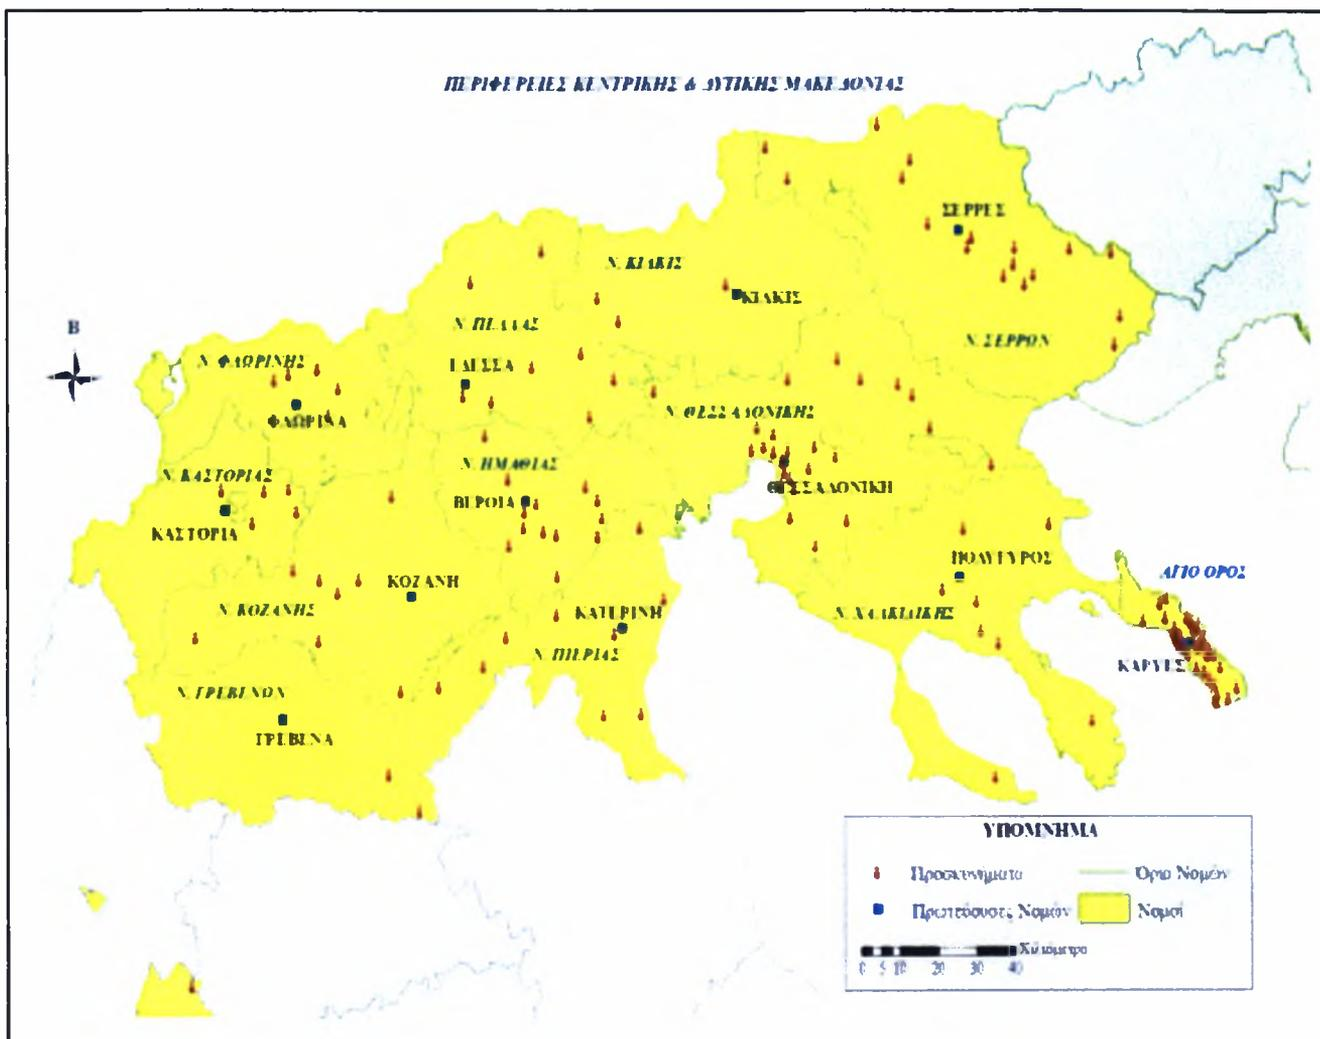 ΠΕΡΙΦΕΡΕΙΕΣ ΚΕΝΤΡΙΚΗΣ & ΔΥΤΙΚΗΣ ΜΑΚΕΔΟΝΙΑΣ
ΣΕΡΡΕΣ
Ν. ΚΙΛΚΙΣ
ΚΙΛΚΙΣ
Β
Ν. ΠΕΛΛΑΣ
Ν. ΣΕΡΡΩΝ
Ν. ΦΛΩΡΙΝΗΣ
ΕΔΕΣΣΑ
ΦΛΩΡΙΝΑ
Ν. ΘΕΣΣΑΛΟΝΙΚΗΣ
Ν. ΗΜΑΘΙΑΣ
Ν. ΚΑΣΤΟΡΙΑΣ
ΘΕΣΣΑΛΟΝΙΚΗ
ΒΕΡΟΙΑ
ΚΑΣΤΟΡΙΑ
ΠΟΛΥΓΥΡΟΣ
ΑΓΙΟ ΟΡΟΣ
ΚΟΖΑΝΗ
Ν. ΚΟΖΑΝΗΣ
ΚΑΤΕΡΙΝΗ
Ν. ΧΑΛΚΙΔΙΚΗΣ
Ν. ΠΙΕΡΙΑΣ
ΚΑΡΥΕΣ
Ν. ΓΡΕΒΕΝΩΝ
ΓΡΕΒΕΝΑ
ΥΠΟΜΝΗΜΑ
Προσκυνήματα
Όρια Νομών
Πρωτεύουσες Νομών
Νομοί
Χιλιόμετρα
0 5 10 20 30 40